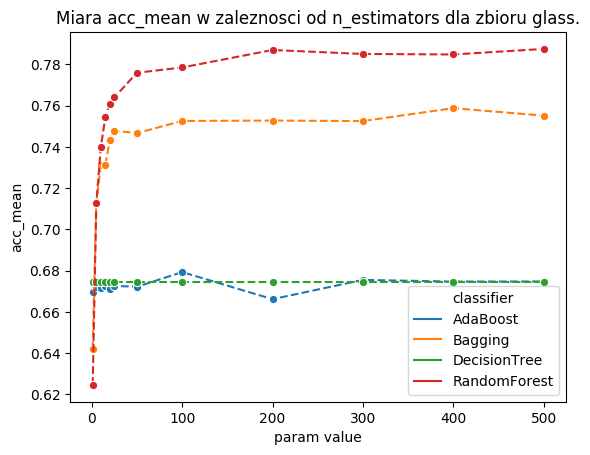 Miara acc_mean w zaleznosci od n_estimators dla zbioru glass.
0.78
0.76
0.74
0.72
0.70
0.68
0.66
0.64
0.62
acc_mean
0
100
200
300
400
500
param value
classifier
AdaBoost
Bagging
DecisionTree
RandomForest